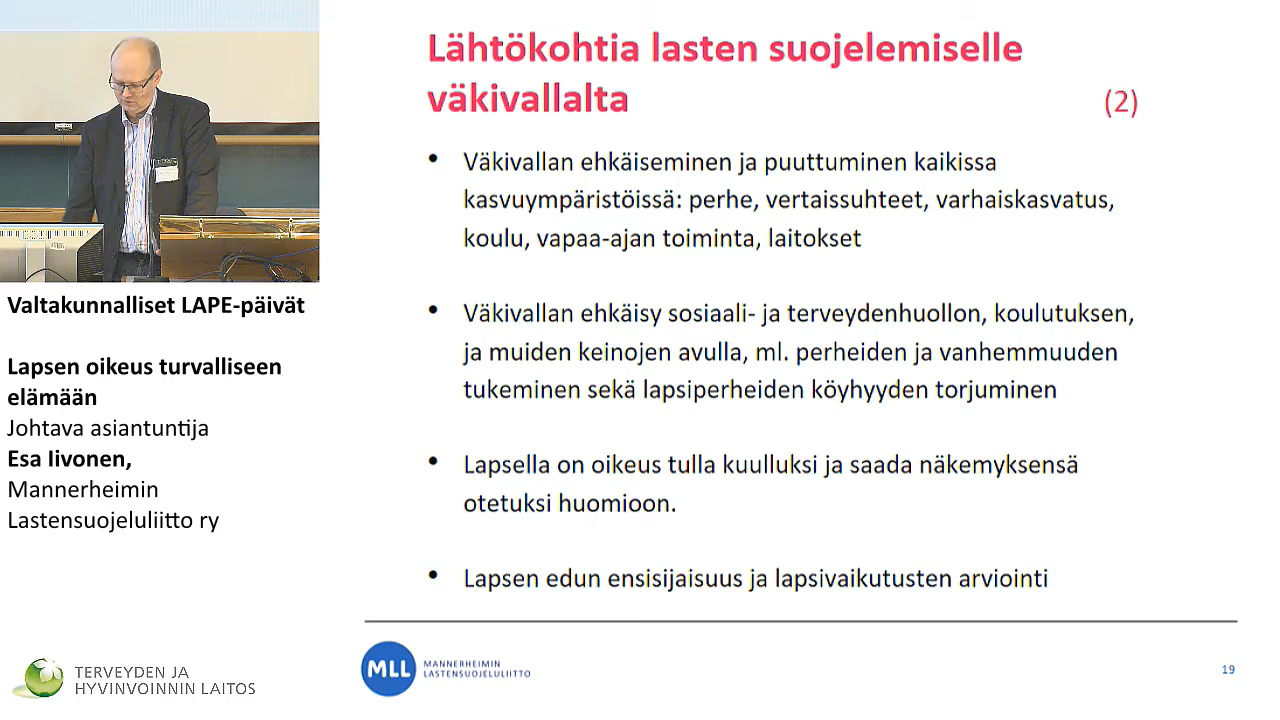 Lähtökohtia lasten suojelemiselle
väkivallalta (2)
• Väkivallan ehkäiseminen ja puuttuminen kaikissa
kasvuympäristöissä: perhe, vertaissuhteet, varhaiskasvatus,
koulu, vapaa-ajan toiminta, laitokset
• Väkivallan ehkäisy sosiaali- ja terveydenhuollon, koulutuksen,
ja muiden keinojen avulla, ml. perheiden ja vanhemmuuden
tukeminen sekä lapsiperheiden köyhyyden torjuminen
• Lapsella on oikeus tulla kuulluksi ja saada näkemyksensä
otetuksi huomioon.
• Lapsen edun ensisijaisuus ja lapsivaikutusten arviointi
MLL
MANNERHEIMIN
LASTENSUOJELULIITTO
19
Valtakunnalliset LAPE-päivät
Lapsen oikeus turvalliseen
elämään
Johtava asiantuntija
Esa Iivonen,
Mannerheimin
Lastensuojeluliitto ry
TERVEYDEN JA
HYVINVOINNIN LAITOS